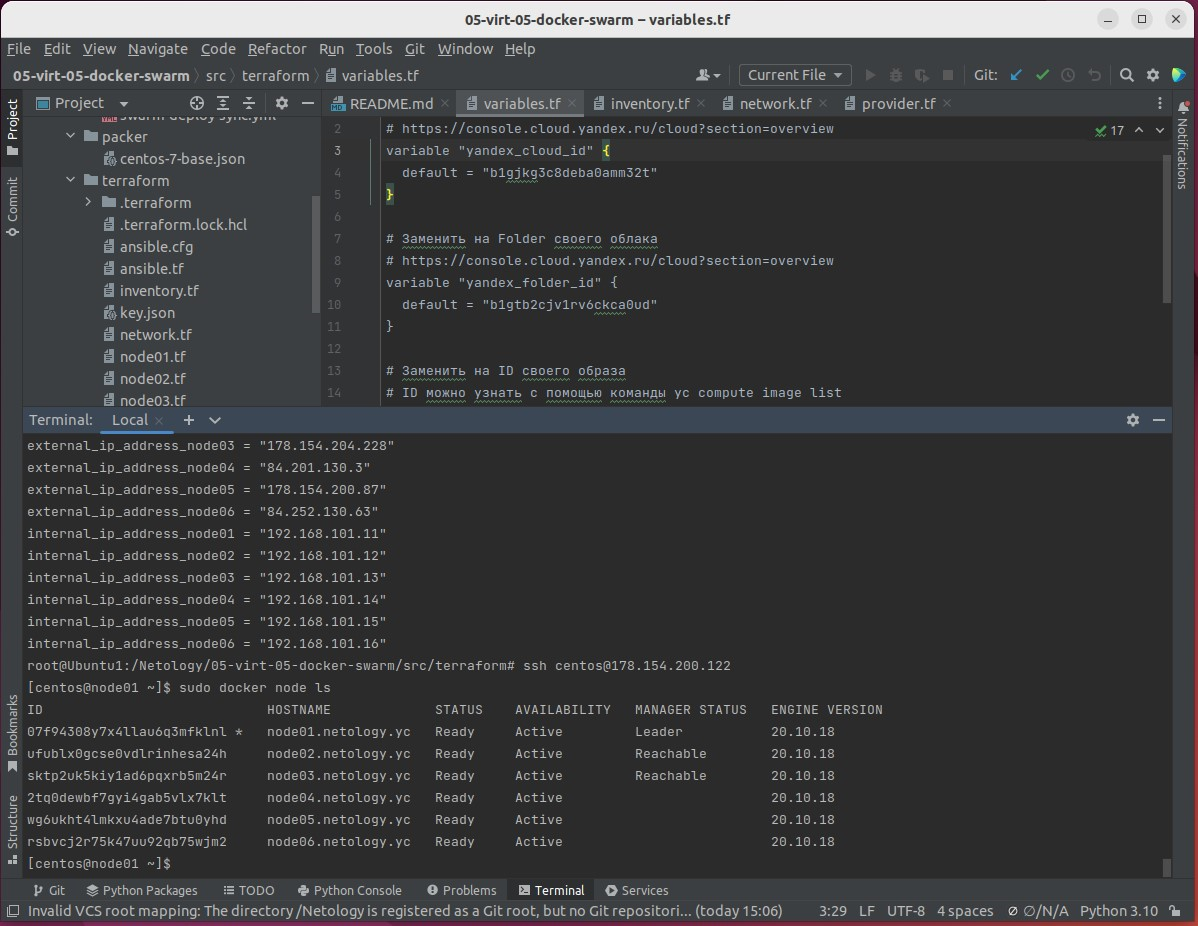 05-virt-05-docker-swarm – variables.tf
File Edit View Navigate Code Refactor Run Tools Git Window Help
05-virt-05-docker-swarm src terraform variables.tf Current File Git:
Project
Project
README.md variables.tf inventory.tf network.tf provider.tf
Notifications
Commit
swarm-deploy-sync.yml
packer
centos-7-base.json
terraform
.terraform
.terraform.lock.hcl
ansible.cfg
ansible.tf
inventory.tf
key.json
network.tf
node01.tf
node02.tf
node03.tf
17
2 # https://console.cloud.yandex.ru/cloud?section=overview
3 variable "yandex_cloud_id" {
4 default = "b1gjkg3c8deba0amm32t"
5 }
6
7 # Заменить на Folder своего облака
8 # https://console.cloud.yandex.ru/cloud?section=overview
9 variable "yandex_folder_id" {
10 default = "b1gtb2cjv1rv6ckca0ud"
11 }
12
13 # Заменить на ID своего образа
14 # ID можно узнать с помощью команды yc compute image list
Terminal: Local
external_ip_address_node03 = "178.154.204.228"
external_ip_address_node04 = "84.201.130.3"
external_ip_address_node05 = "178.154.200.87"
external_ip_address_node06 = "84.252.130.63"
internal_ip_address_node01 = "192.168.101.11"
internal_ip_address_node02 = "192.168.101.12"
internal_ip_address_node03 = "192.168.101.13"
internal_ip_address_node04 = "192.168.101.14"
internal_ip_address_node05 = "192.168.101.15"
internal_ip_address_node06 = "192.168.101.16"
root@Ubuntu1:/Netology/05-virt-05-docker-swarm/src/terraform# ssh centos@178.154.200.122
[centos@node01 ~]$ sudo docker node ls
ID HOSTNAME STATUS AVAILABILITY MANAGER STATUS ENGINE VERSION
07f94308y7x4llau6q3mfklnl * node01.netology.yc Ready Active Leader 20.10.18
ufublx0gcse0vdlrinhesa24h node02.netology.yc Ready Active Reachable 20.10.18
sktp2uk5kiy1ad6pqxrb5m24r node03.netology.yc Ready Active Reachable 20.10.18
2tq0dewbf7gyi4gab5vlx7klt node04.netology.yc Ready Active 20.10.18
wg6ukht4lmkxu4ade7btu0yhd node05.netology.yc Ready Active 20.10.18
rsbvcj2r75k47uu92qb75wjm2 node06.netology.yc Ready Active 20.10.18
[centos@node01 ~]$
Bookmarks
Structure
Git Python Packages TODO Python Console Problems Terminal Services
Invalid VCS root mapping: The directory /Netology is registered as a Git root, but no Git repositori... (today 15:06) 3:29 LF UTF-8 4 spaces ∅/N/A Python 3.10